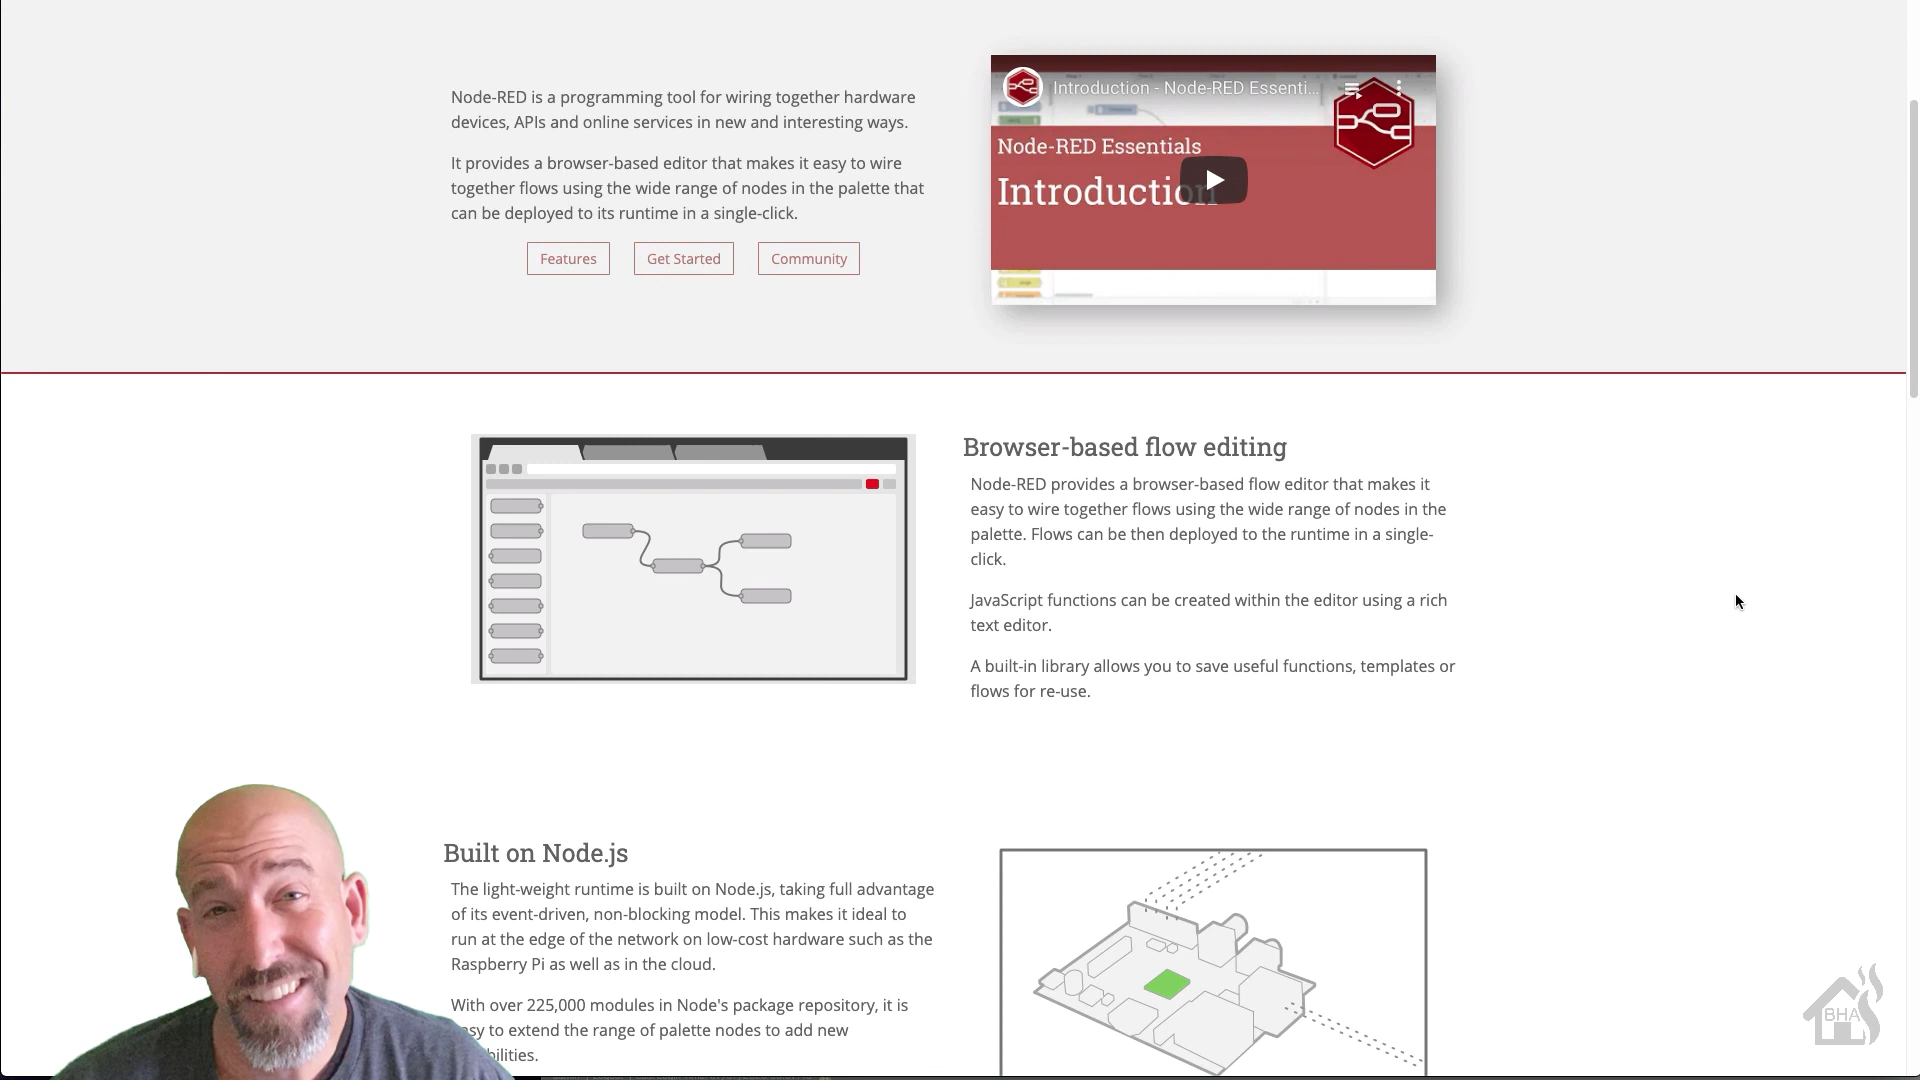 Node-RED is a programming tool for wiring together hardware
devices, APIs and online services in new and interesting ways.
It provides a browser-based editor that makes it easy to wire
together flows using the wide range of nodes in the palette that
can be deployed to its runtime in a single-click.
Features
Get Started
Community
Introduction - Node-RED Essenti...
Node-RED Essentials
Introduction
Browser-based flow editing
Node-RED provides a browser-based flow editor that makes it
easy to wire together flows using the wide range of nodes in the
palette. Flows can be then deployed to the runtime in a single-
click.
JavaScript functions can be created within the editor using a rich
text editor.
A built-in library allows you to save useful functions, templates or
flows for re-use.
Built on Node.js
The light-weight runtime is built on Node.js, taking full advantage
of its event-driven, non-blocking model. This makes it ideal to
run at the edge of the network on low-cost hardware such as the
Raspberry Pi as well as in the cloud.
With over 225,000 modules in Node's package repository, it is
to extend the range of palette nodes to add new
BHA